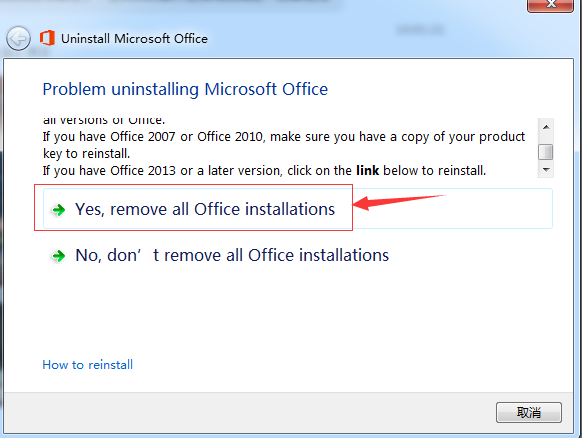 Uninstall Microsoft Office
Problem uninstalling Microsoft Office
all versions of Office.
If you have Office 2007 or Office 2010, make sure you have a copy of your product
key to reinstall.
If you have Office 2013 or a later version, click on the link below to reinstall.
Yes, remove all Office installations
No, don't remove all Office installations
How to reinstall
取消